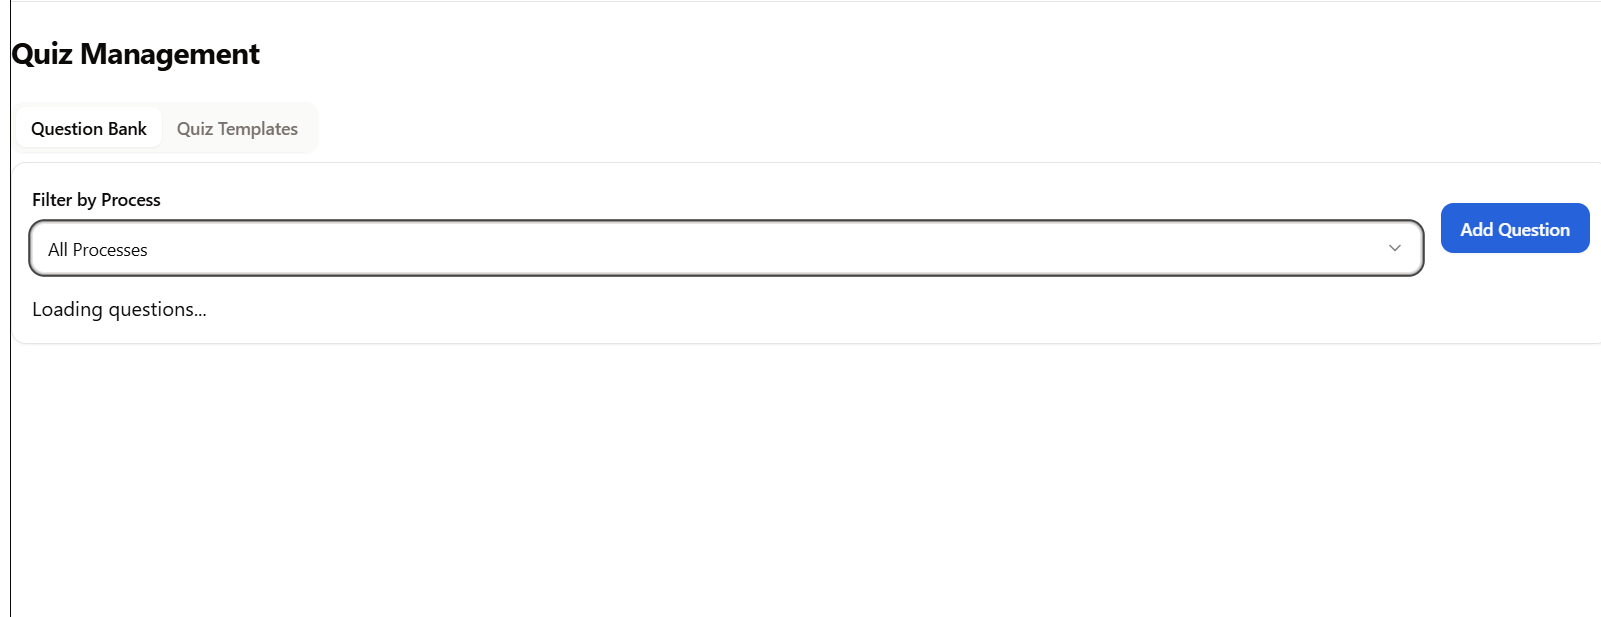 Quiz Management
Question Bank
Quiz Templates
Filter by Process
All Processes
Add Question
Loading questions...